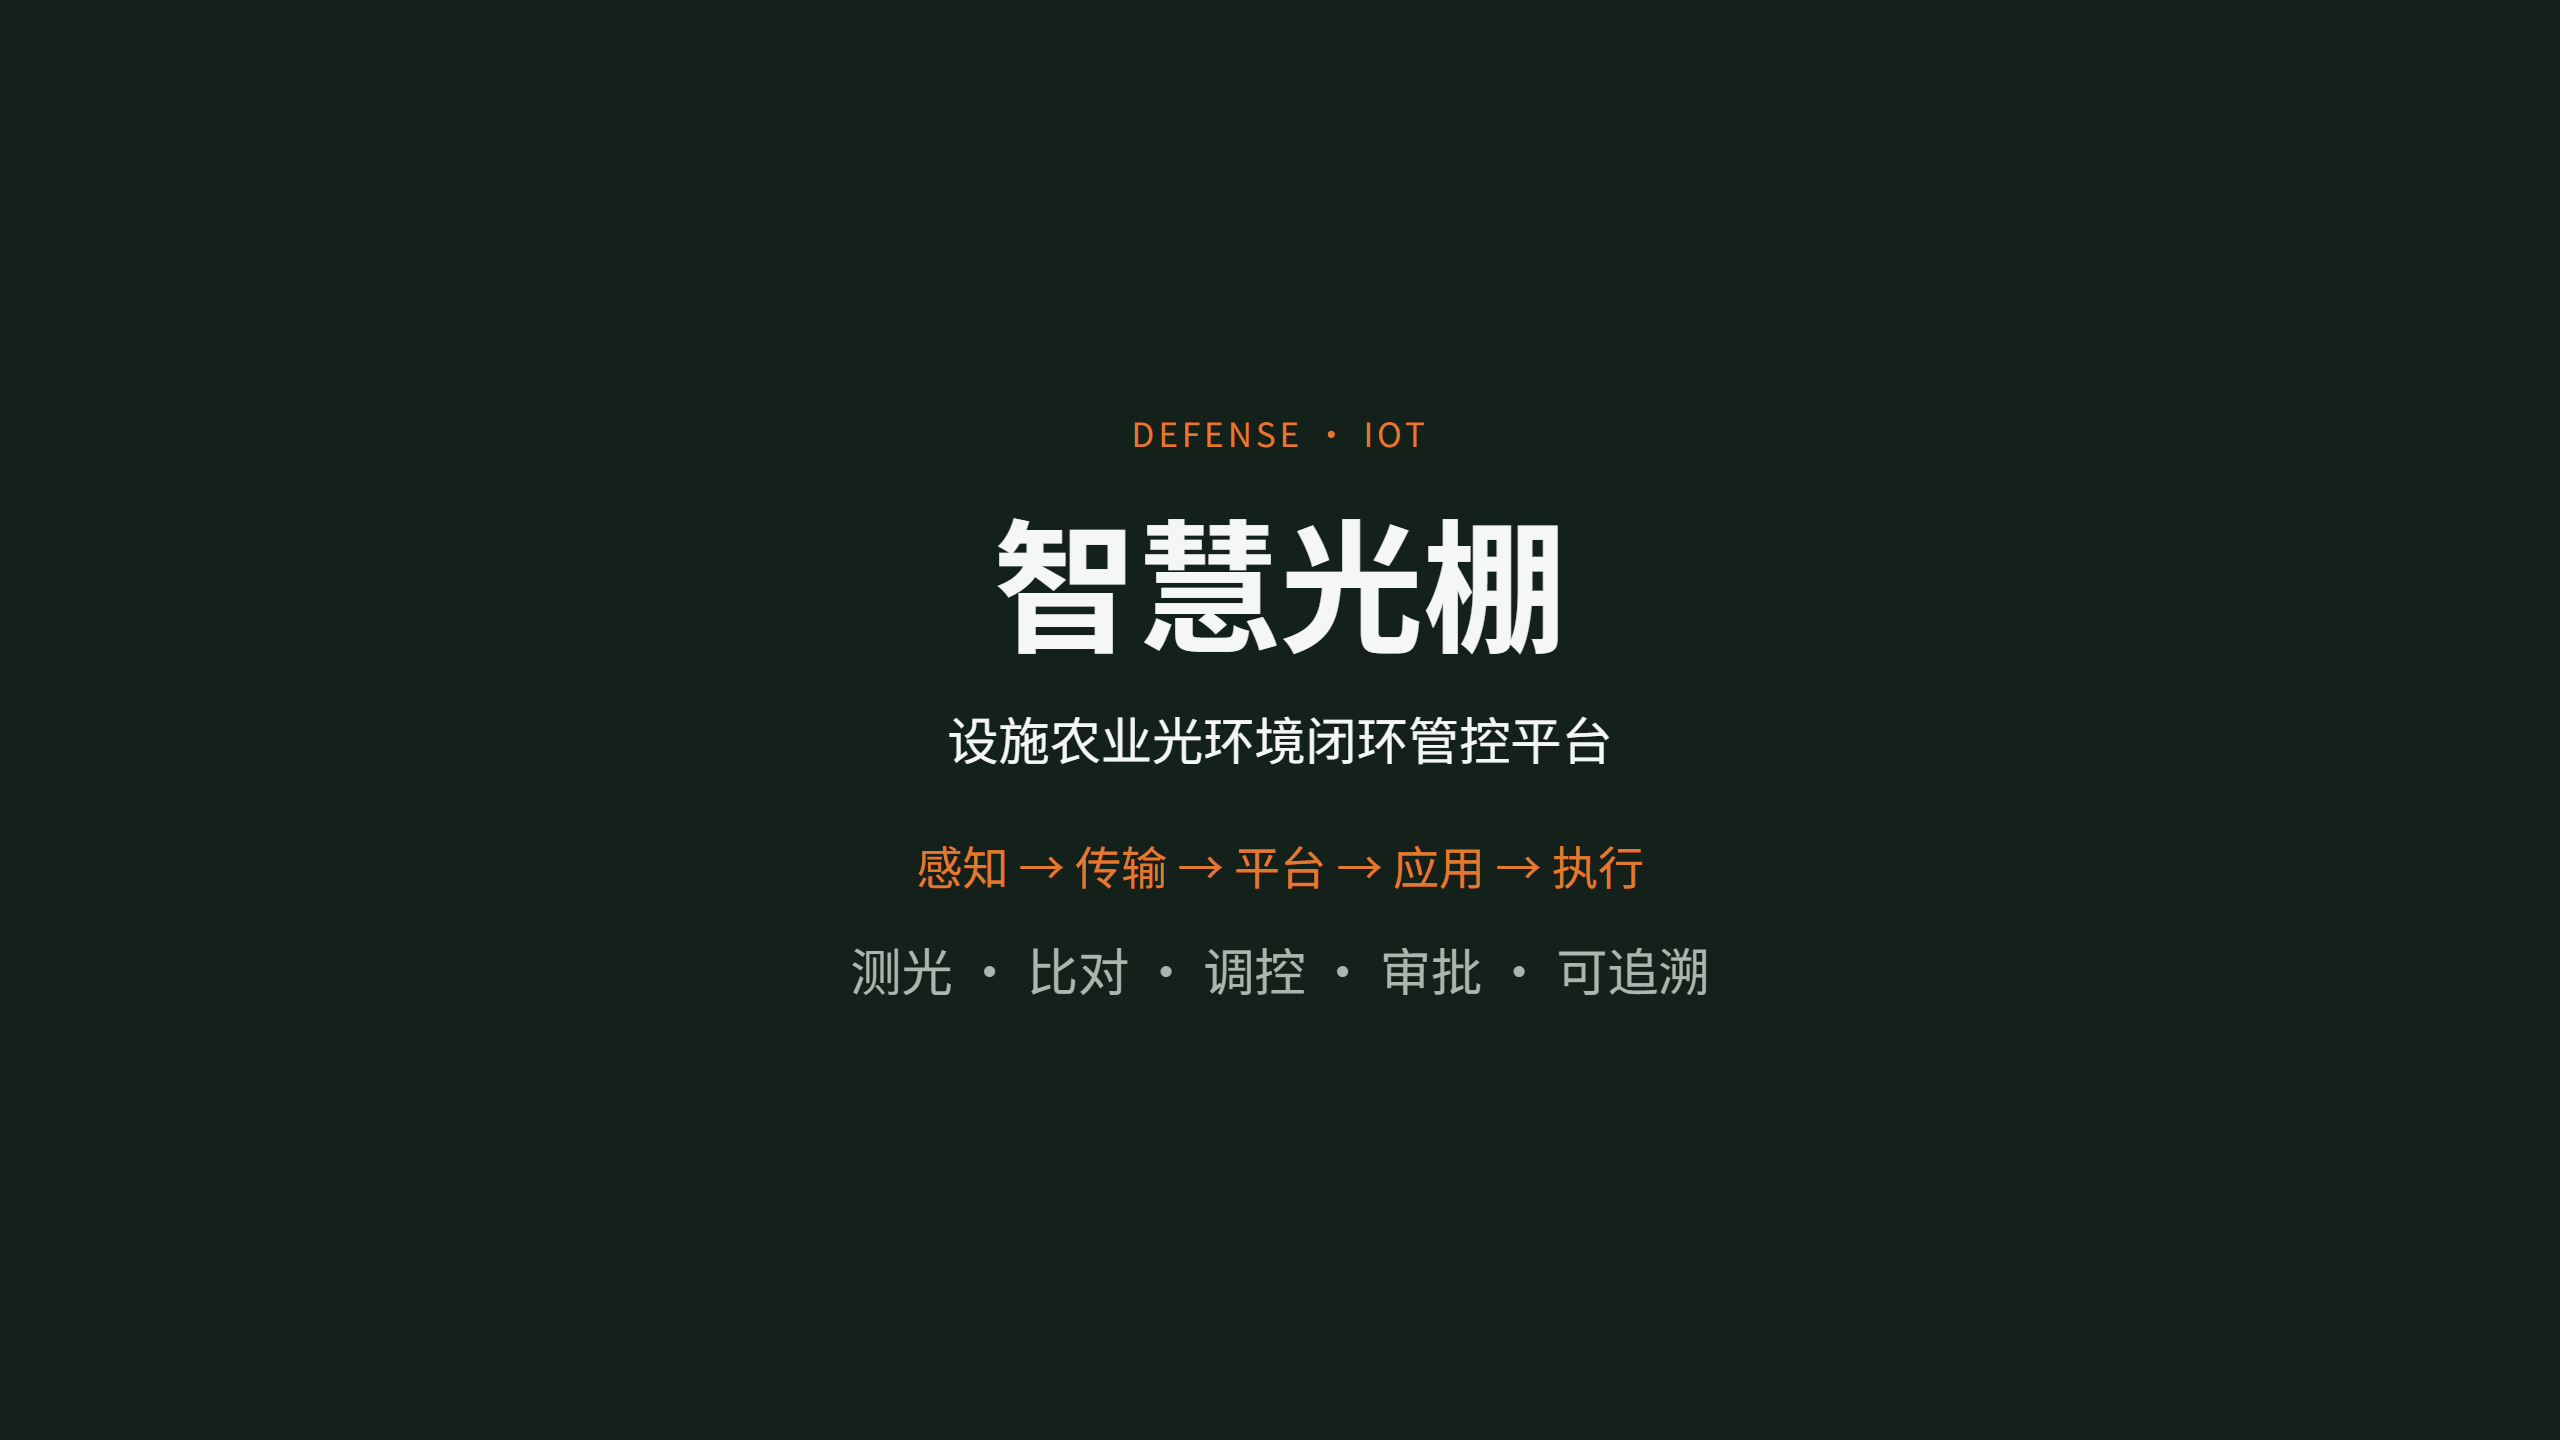 DEFENSE · IOT
智慧光棚
设施农业光环境闭环管控平台
感知 → 传输 → 平台 → 应用 → 执行
测光 · 比对 · 调控 · 审批 · 可追溯